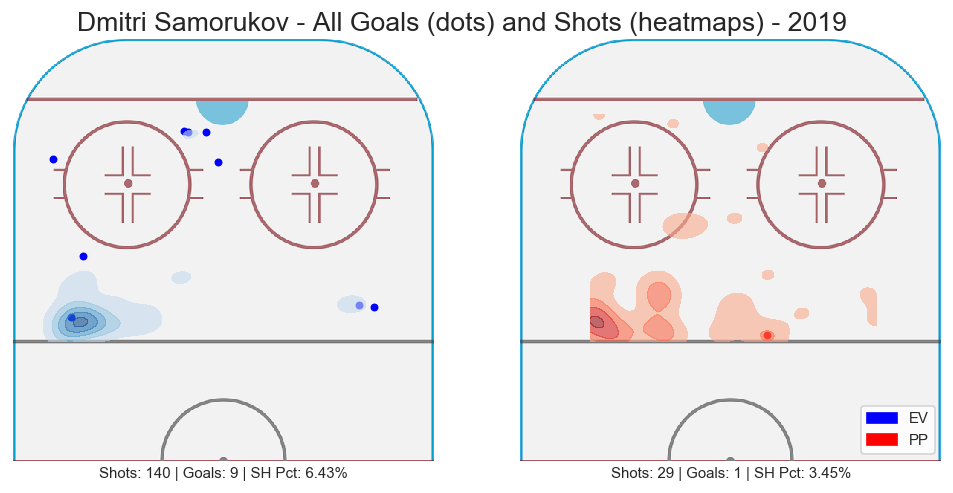 Dmitri Samorukov - All Goals (dots) and Shots (heatmaps) - 2019
EV
PP
Shots: 140 | Goals: 9 | SH Pct: 6.43%
Shots: 29 | Goals: 1 | SH Pct: 3.45%